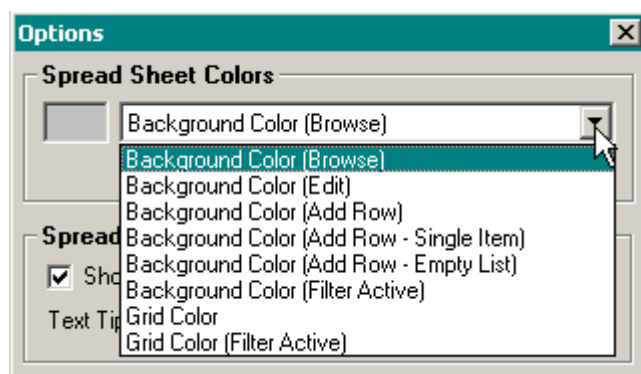 Options
Spread Sheet Colors
Background Color (Browse)
Background Color (Browse)
Background Color (Edit)
Background Color (Add Row)
Background Color (Add Row - Single Item)
Background Color (Add Row - Empty List)
Background Color (Filter Active)
Grid Color
Grid Color (Filter Active)
Spread
Text